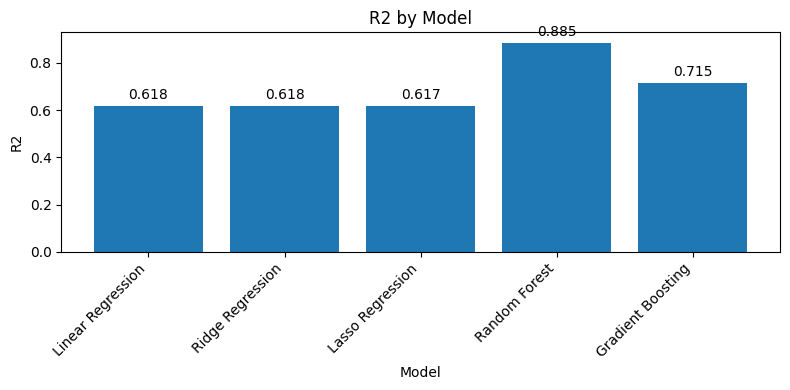 R2 by Model
R2
0.8
0.6
0.4
0.2
0.0
0.618
0.618
0.617
0.885
0.715
Linear Regression
Ridge Regression
Lasso Regression
Random Forest
Gradient Boosting
Model